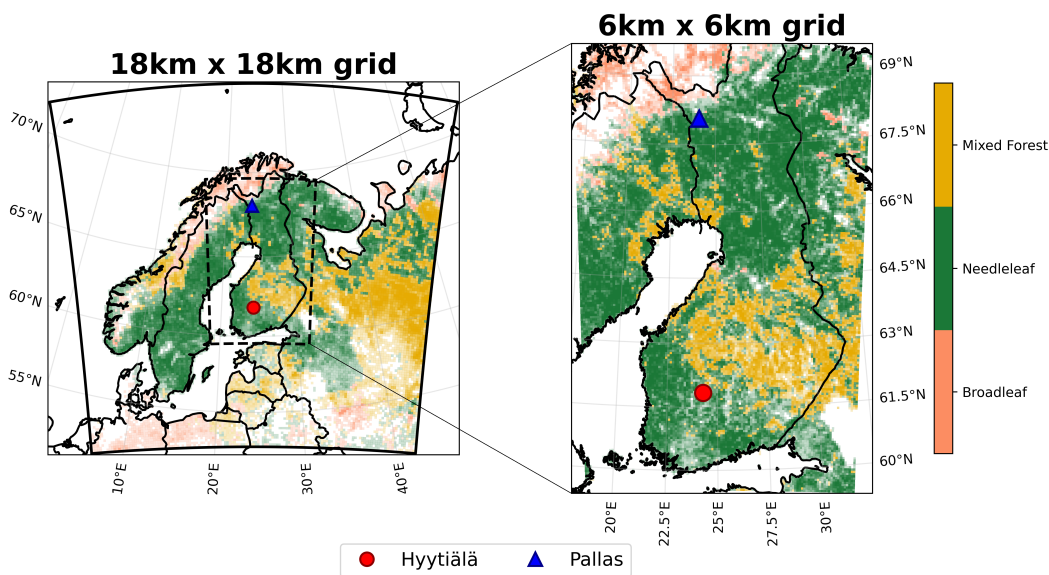 18km x 18km grid
6km x 6km grid
70°N
65°N
60°N
55°N
10°E
20°E
30°E
40°E
69°N
67.5°N
66°N
64.5°N
63°N
61.5°N
60°N
20°E
22.5°E
25°E
27.5°E
30°E
Mixed Forest
Needleleaf
Broadleaf
Hyytiälä
Pallas